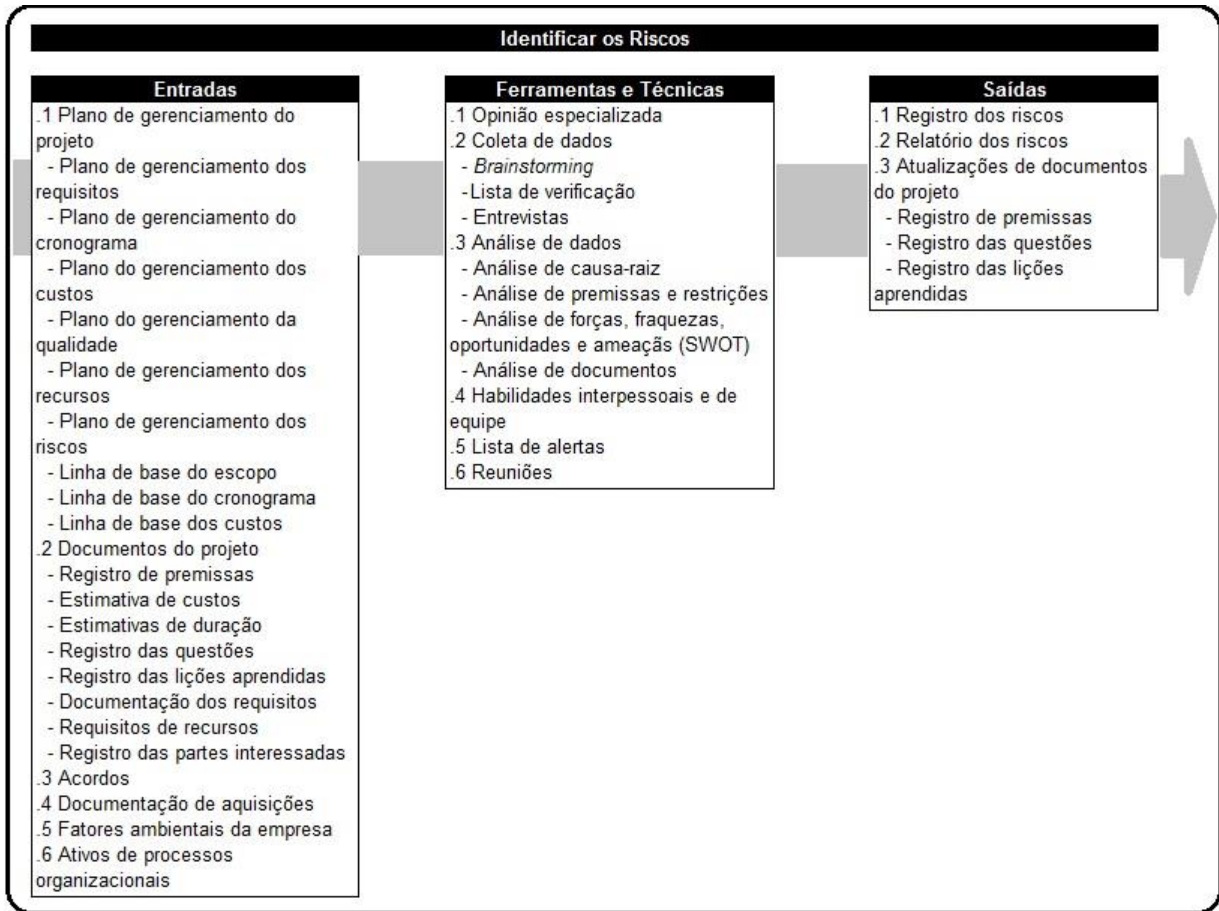 Identificar os Riscos
Entradas
.1 Plano de gerenciamento do
projeto
- Plano de gerenciamento dos
requisitos
- Plano de gerenciamento do
cronograma
- Plano do gerenciamento dos
custos
- Plano do gerenciamento da
qualidade
- Plano de gerenciamento dos
recursos
- Plano de gerenciamento dos
riscos
- Linha de base do escopo
- Linha de base do cronograma
- Linha de base dos custos
.2 Documentos do projeto
- Registro de premissas
- Estimativa de custos
- Estimativas de duração
- Registro das questões
- Registro das lições aprendidas
- Documentação dos requisitos
- Requisitos de recursos
- Registro das partes interessadas
.3 Acordos
.4 Documentação de aquisições
.5 Fatores ambientais da empresa
.6 Ativos de processos
organizacionais
Ferramentas e Técnicas
.1 Opinião especializada
.2 Coleta de dados
- Brainstorming
-Lista de verificação
- Entrevistas
.3 Análise de dados
- Análise de causa-raiz
- Análise de premissas e restrições
- Análise de forças, fraquezas,
oportunidades e ameaçãs (SWOT)
- Análise de documentos
.4 Habilidades interpessoais e de
equipe
.5 Lista de alertas
.6 Reuniões
Saídas
.1 Registro dos riscos
.2 Relatório dos riscos
.3 Atualizações de documentos
do projeto
- Registro de premissas
- Registro das questões
- Registro das lições
aprendidas